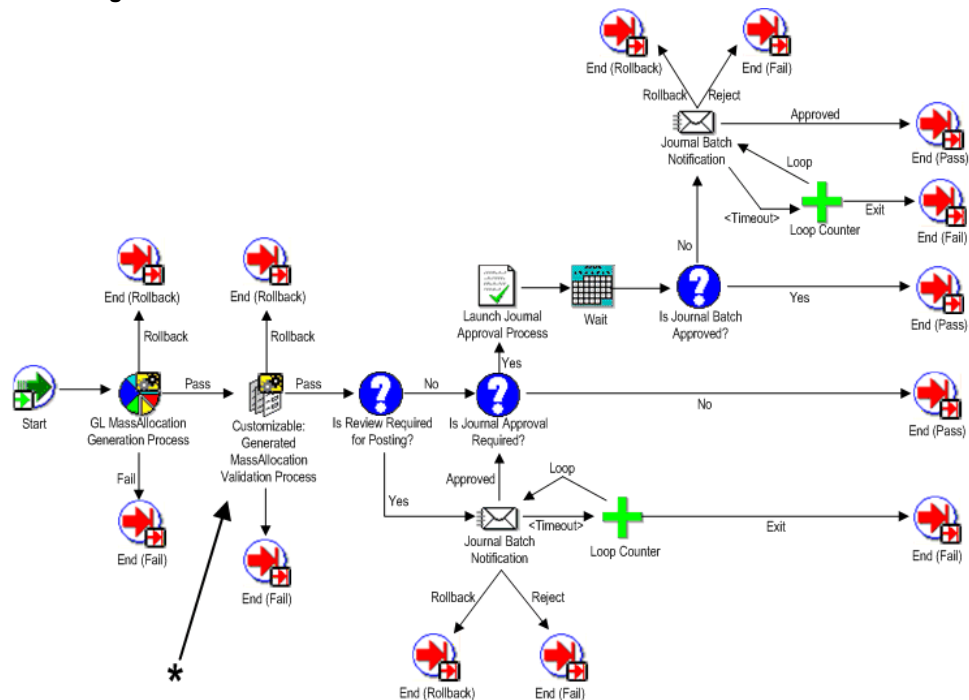 End (Rollback)
End (Fail)
Rollback
Reject
Journal Batch
Notification
Approved
End (Pass)
Loop
<Timeout>
Loop Counter
Exit
End (Fail)
No
End (Rollback)
End (Rollback)
Rollback
Rollback
Launch Journal
Approval Process
Wait
Is Journal Batch
Approved?
Yes
End (Pass)
Yes
Start
GL MassAllocation
Generation Process
Pass
Customizable:
Generated
MassAllocation
Validation Process
Pass
Is Review Required
for Posting?
No
Is Journal Approval
Required?
No
End (Pass)
Fail
End (Fail)
End (Fail)
Yes
Approved
Loop
Journal Batch
Notification
<Timeout>
Loop Counter
Exit
End (Fail)
Rollback
Reject
End (Rollback)
End (Fail)
*